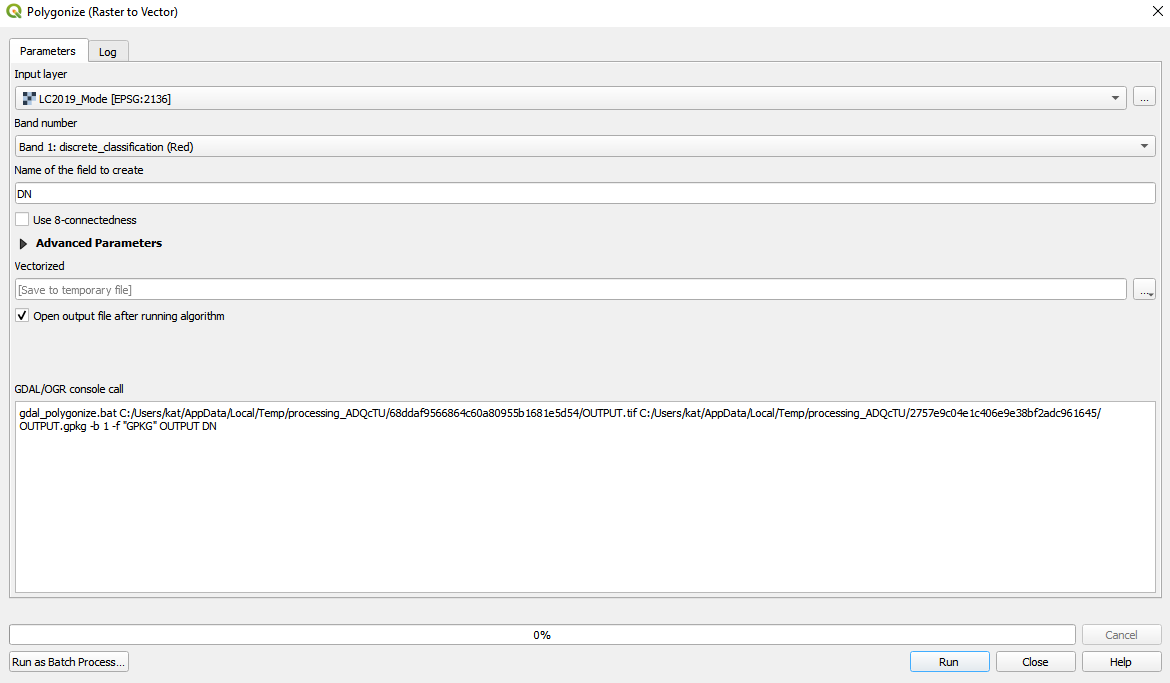 Polygonize (Raster to Vector)
Parameters
Log
Input layer
LC2019_Mode [EPSG:2136]
...
Band number
Band 1: discrete_classification (Red)
Name of the field to create
DN
Use 8-connectedness
Advanced Parameters
Vectorized
[Save to temporary file]
...
Open output file after running algorithm
GDAL/OGR console call
gdal_polygonize.bat C:/Users/kat/AppData/Local/Temp/processing_ADQcTU/68ddaf9566864c60a80955b1681e5d54/OUTPUT.tif C:/Users/kat/AppData/Local/Temp/processing_ADQcTU/2757e9c04e1c406e9e38bf2adc961645/
OUTPUT.gpkg -b 1 -f "GPKG" OUTPUT DN
0%
Cancel
Run as Batch Process...
Run
Close
Help